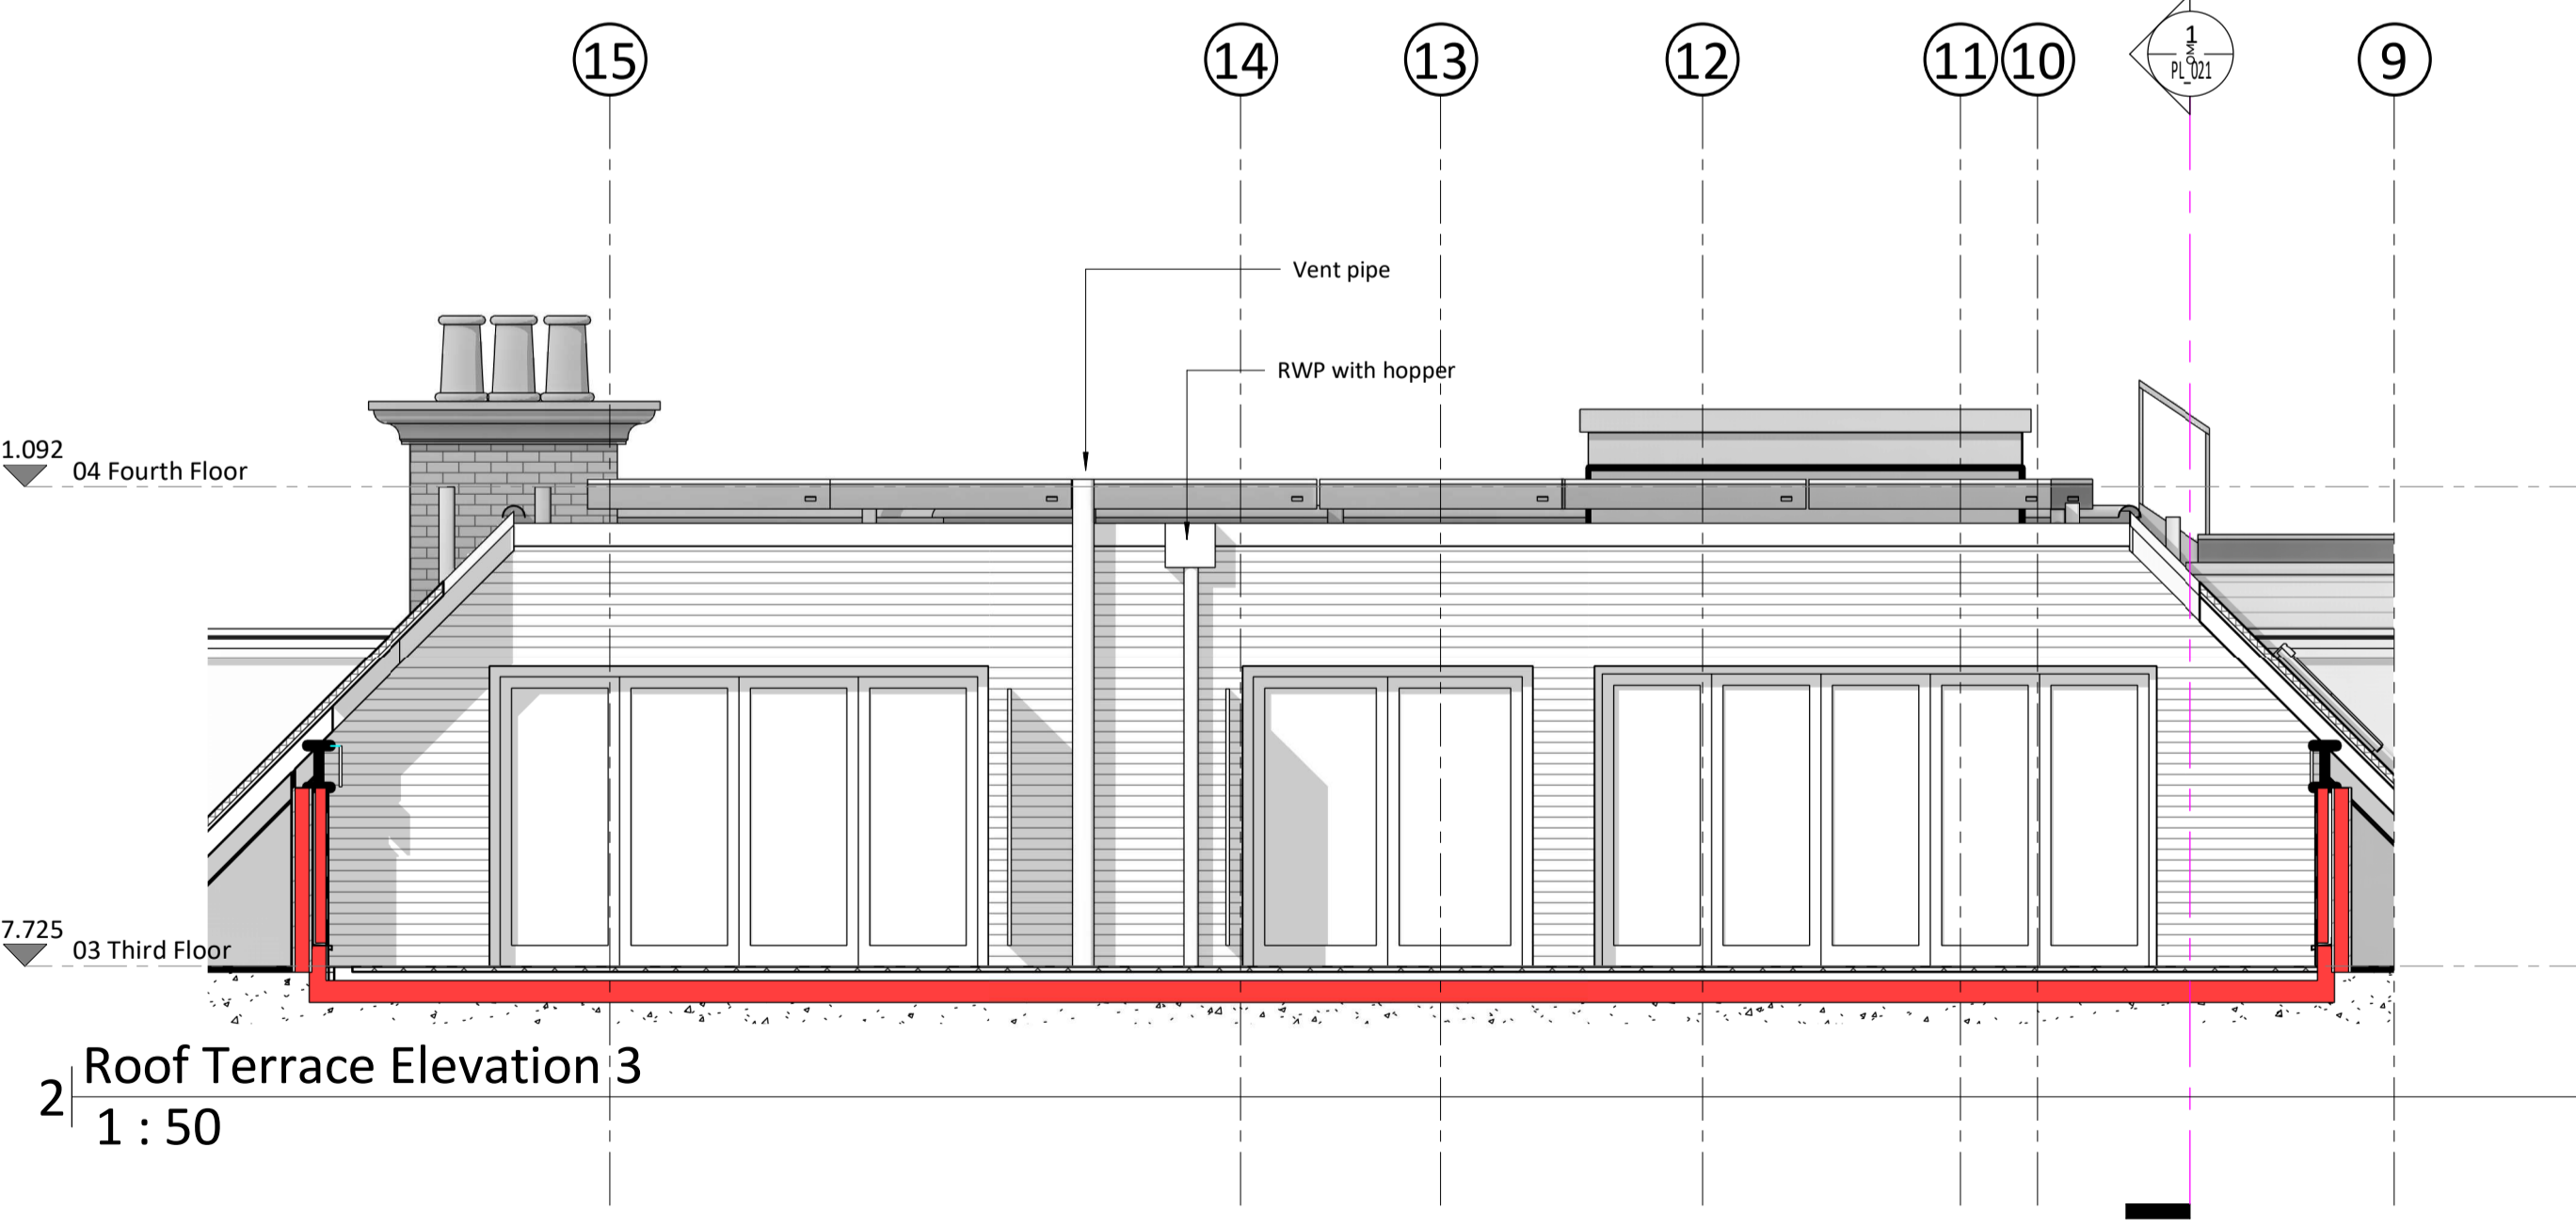 15
14
13
12
11
10
1
PL_021
9
Vent pipe
RWP with hopper
1.092
04 Fourth Floor
7.725
03 Third Floor
2
Roof Terrace Elevation 3
1 : 50